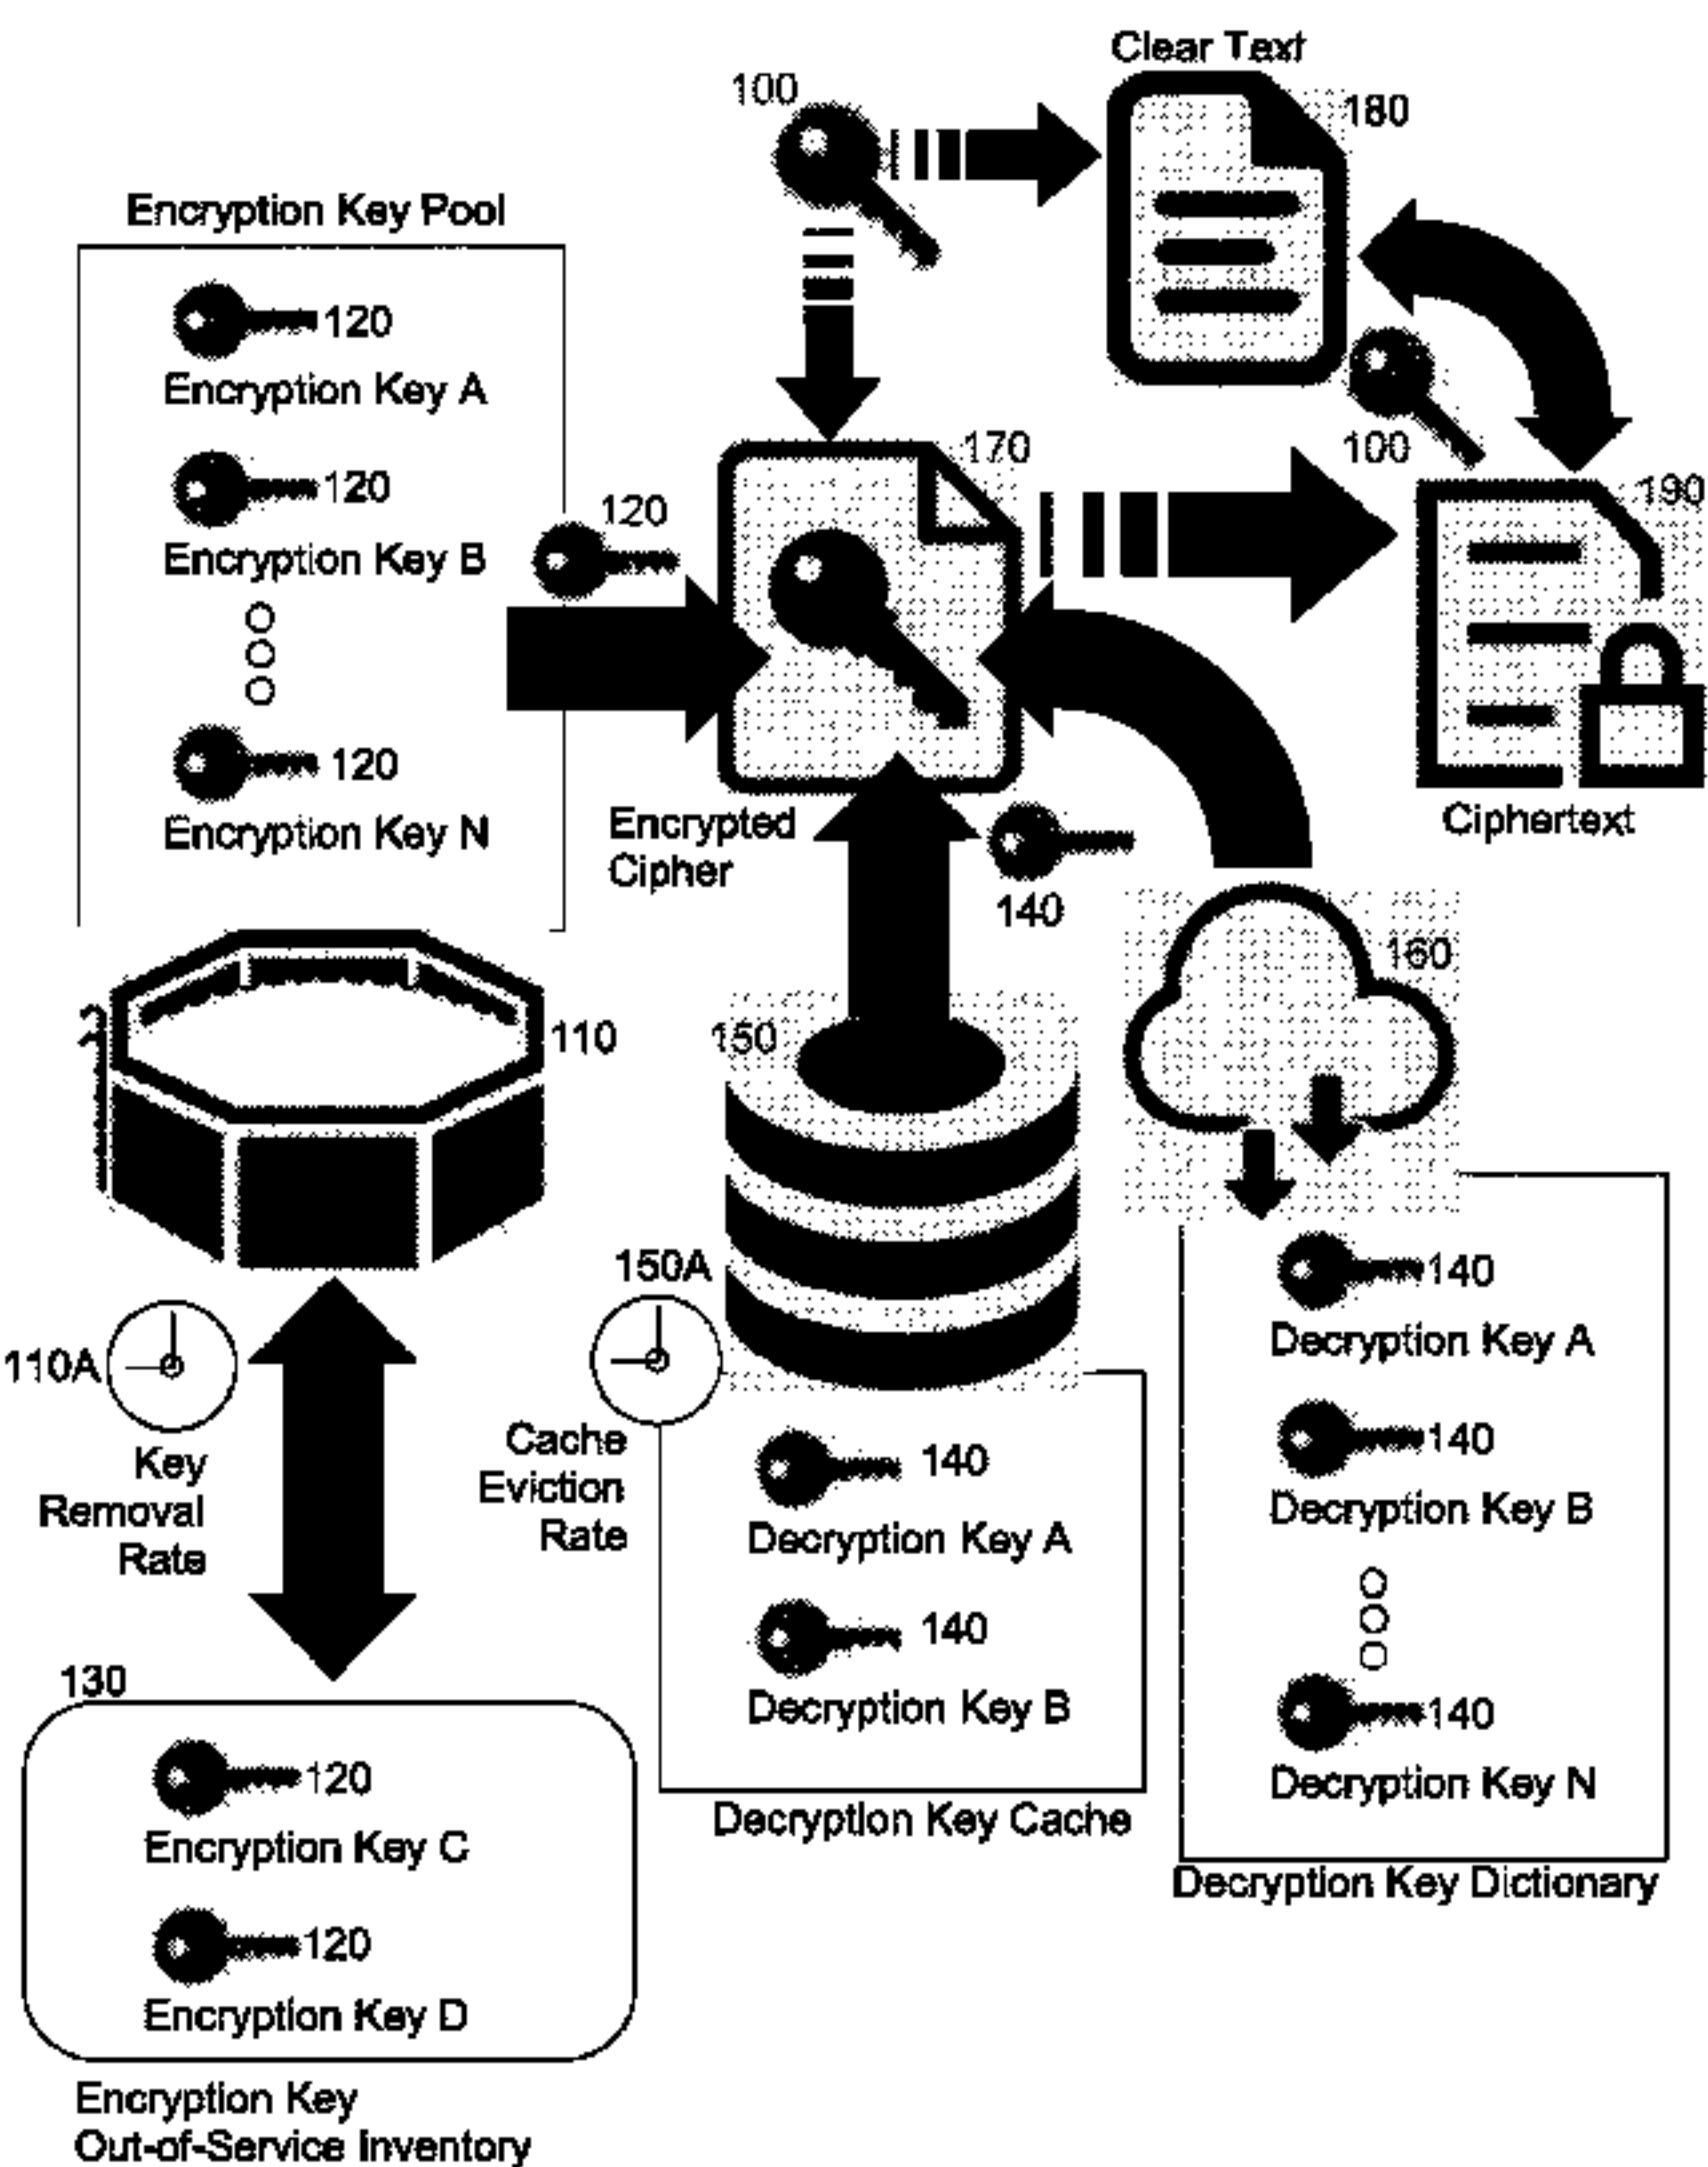 Clear Text
100
180
Encryption Key Pool
120
Encryption Key A
120
Encryption Key B
120
Encryption Key N
120
170
100
190
Encrypted
Cipher
Ciphertext
140
160
110
150
150A
110A
Key
Removal
Rate
Cache
Eviction
Rate
140
Decryption Key A
140
Decryption Key B
Decryption Key Cache
140
Decryption Key A
140
Decryption Key B
140
Decryption Key N
Decryption Key Dictionary
130
120
Encryption Key C
120
Encryption Key D
Encryption Key
Out-of-Service Inventory